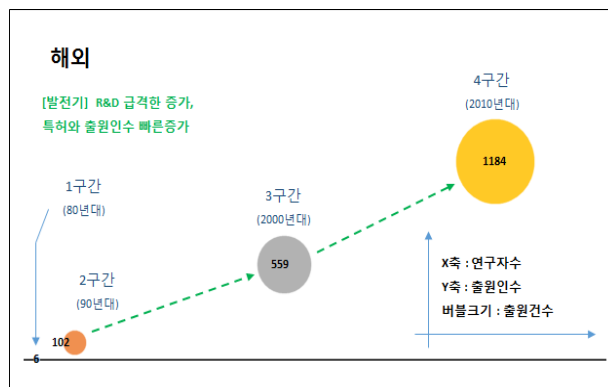 해외
[발전기] R&D 급격한 증가,
특허와 출원인수 빠른증가
1구간
(80년대)
6
2구간
(90년대)
102
3구간
(2000년대)
559
4구간
(2010년대)
1184
X축 : 연구자수
Y축 : 출원인수
버블크기 : 출원건수